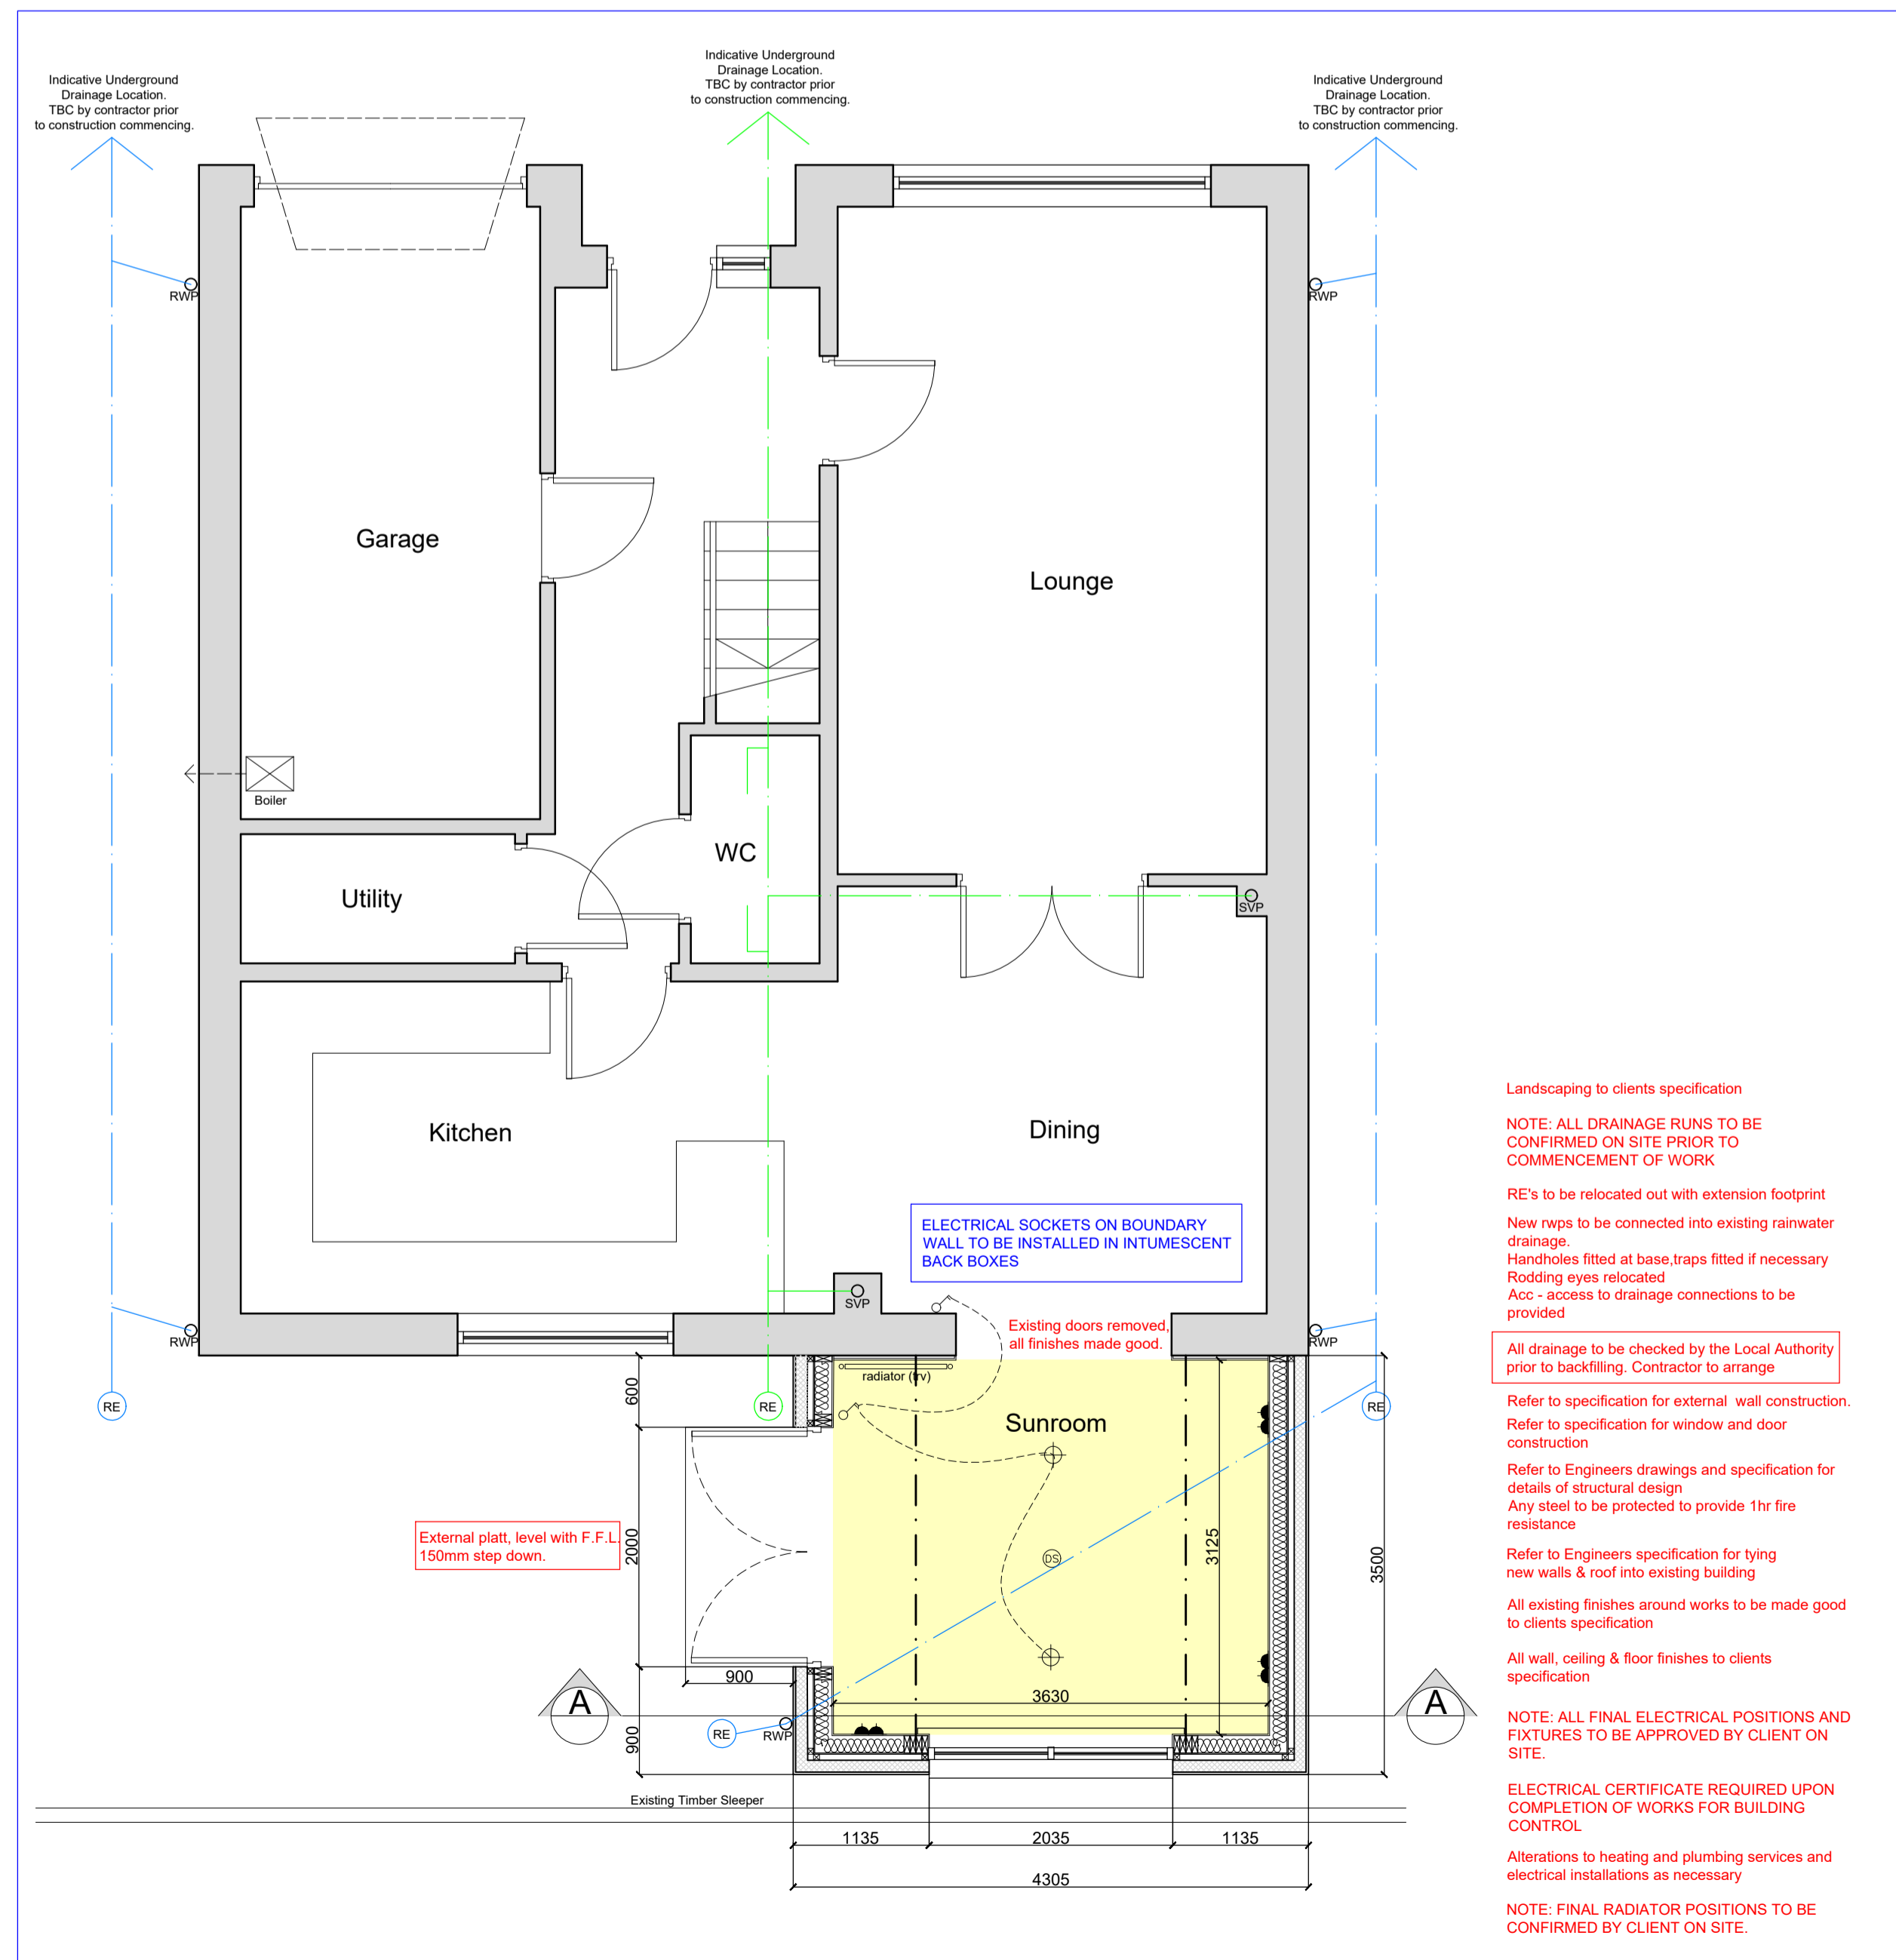 Indicative Underground
Drainage Location.
TBC by contractor prior
to construction commencing.
Indicative Underground
Drainage Location.
TBC by contractor prior
to construction commencing.
Indicative Underground
Drainage Location.
TBC by contractor prior
to construction commencing.
RWP
RWP
Garage
Lounge
Boiler
WC
Utility
SVP
Kitchen
Dining
ELECTRICAL SOCKETS ON BOUNDARY
WALL TO BE INSTALLED IN INTUMESCENT
BACK BOXES
SVP
Existing doors removed,
all finishes made good.
RWP
RWP
radiator (trv)
600
RE
RE
RE
Sunroom
External platt, level with F.F.L.
150mm step down.
2000
DS
3125
3500
900
3630
A
A
RE
RWP
900
Existing Timber Sleeper
1135
2035
1135
4305
Landscaping to clients specification
NOTE: ALL DRAINAGE RUNS TO BE
CONFIRMED ON SITE PRIOR TO
COMMENCEMENT OF WORK
RE's to be relocated out with extension footprint
New rwps to be connected into existing rainwater
drainage.
Handholes fitted at base,traps fitted if necessary
Rodding eyes relocated
Acc - access to drainage connections to be
provided
All drainage to be checked by the Local Authority
prior to backfilling. Contractor to arrange
Refer to specification for external wall construction.
Refer to specification for window and door
construction
Refer to Engineers drawings and specification for
details of structural design
Any steel to be protected to provide 1hr fire
resistance
Refer to Engineers specification for tying
new walls & roof into existing building
All existing finishes around works to be made good
to clients specification
All wall, ceiling & floor finishes to clients
specification
NOTE: ALL FINAL ELECTRICAL POSITIONS AND
FIXTURES TO BE APPROVED BY CLIENT ON
SITE.
ELECTRICAL CERTIFICATE REQUIRED UPON
COMPLETION OF WORKS FOR BUILDING
CONTROL
Alterations to heating and plumbing services and
electrical installations as necessary
NOTE: FINAL RADIATOR POSITIONS TO BE
CONFIRMED BY CLIENT ON SITE.